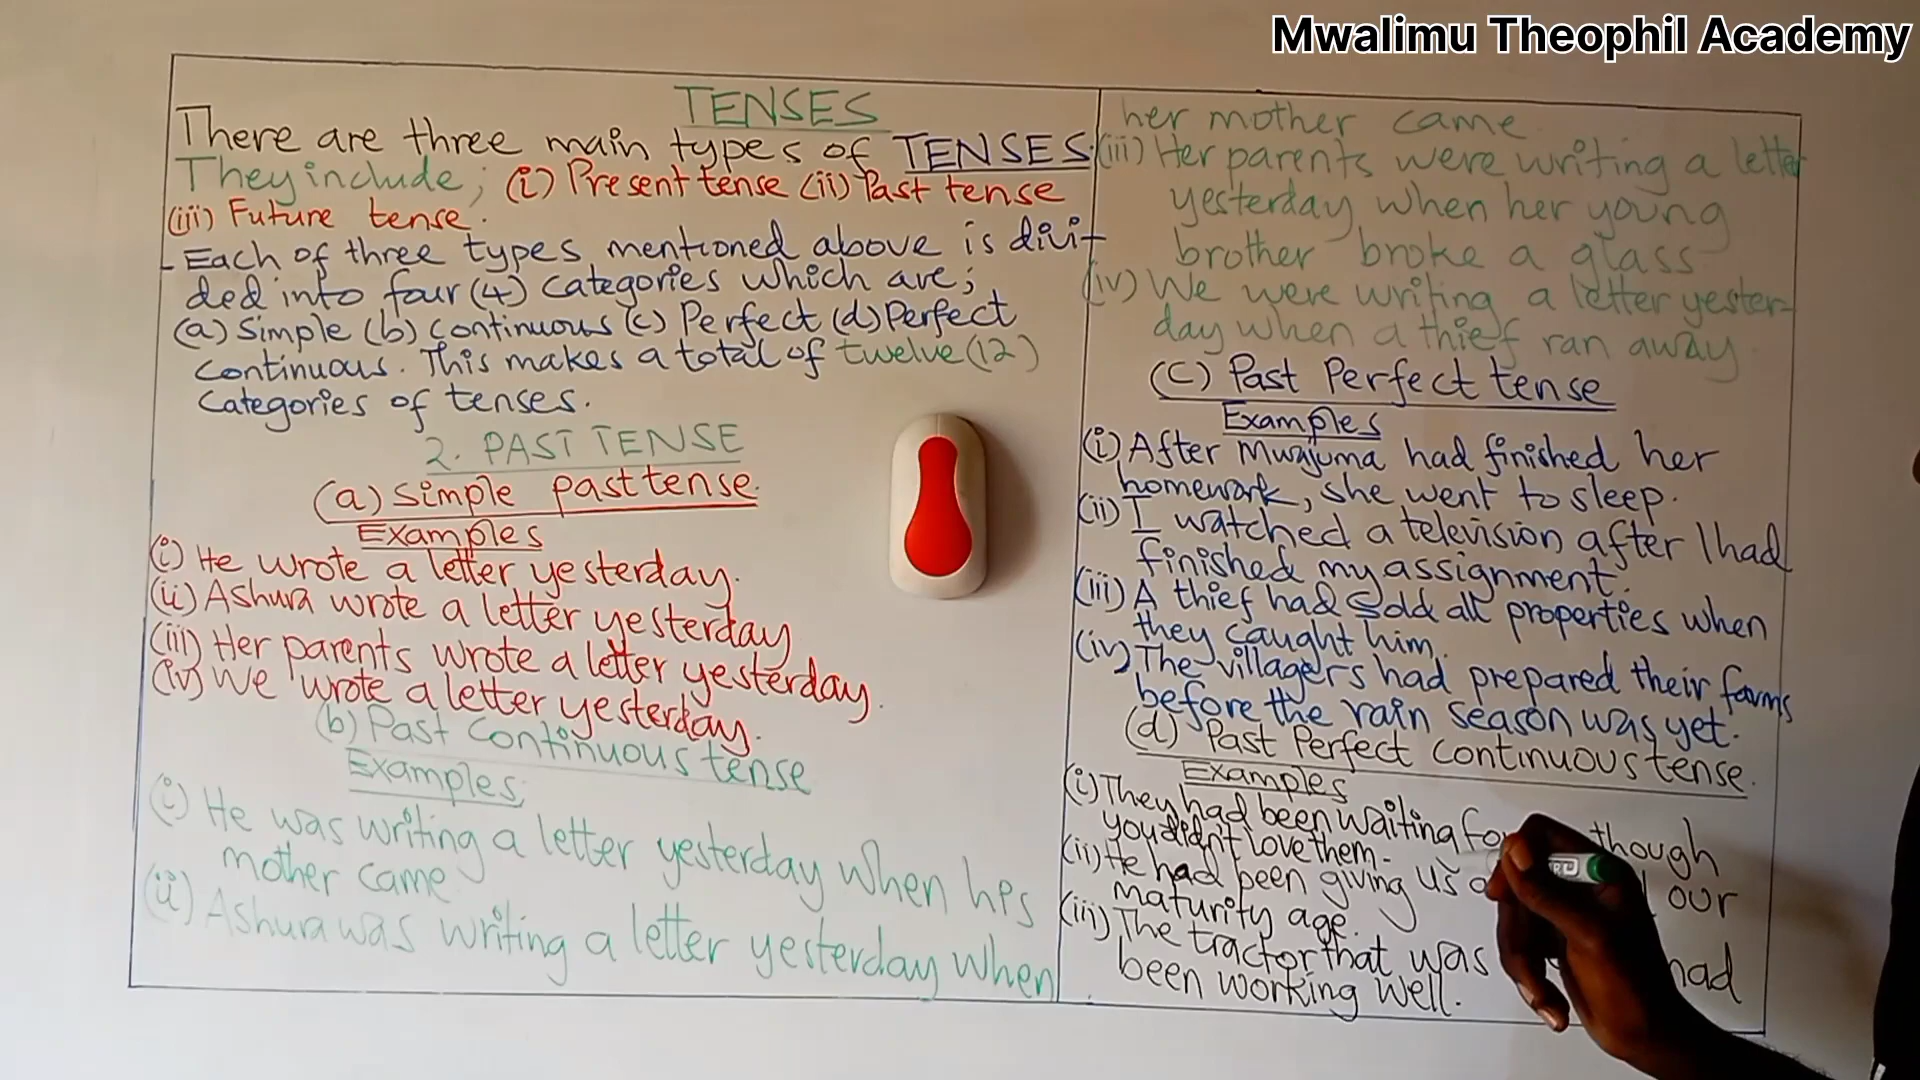 Mwalimu Theophil Academy
TENSES
There are three main types of TENSES.
They include; (i) Present tense (ii) Past tense
(iii) Future tense.
- Each of three types mentioned above is divi-
ded into four (4) categories which are;
(a) Simple (b) continuous (c) Perfect (d) Perfect
continuous. This makes a total of twelve (12)
categories of tenses.
2. PAST TENSE
(a) Simple past tense.
Examples
(i) He wrote a letter yesterday.
(ii) Ashura wrote a letter yesterday
(iii) Her parents wrote a letter yesterday.
(iv) We wrote a letter yesterday.
(b) Past Continuous tense
Examples;
(i) He was writing a letter yesterday when his
mother came
(ii) Ashura was writing a letter yesterday when
her mother came
(iii) Her parents were writing a letter
yesterday when her young
brother broke a glass
(iv) We were writing a letter yester-
day when a thief ran away.
(c) Past Perfect tense
Examples
(i) After Mwajuma had finished her
homework, she went to sleep.
(ii) I watched a television after I had
finished my assignment.
(iii) A thief had sold all properties when
they caught him.
(iv) The villagers had prepared their farms
before the rain season was yet.
(d) Past Perfect Continuous tense.
Examples
(i) They had been waiting though
you didn't love them.
(ii) He had been giving us our
maturity age.
(iii) The tractor that was had
been working well.